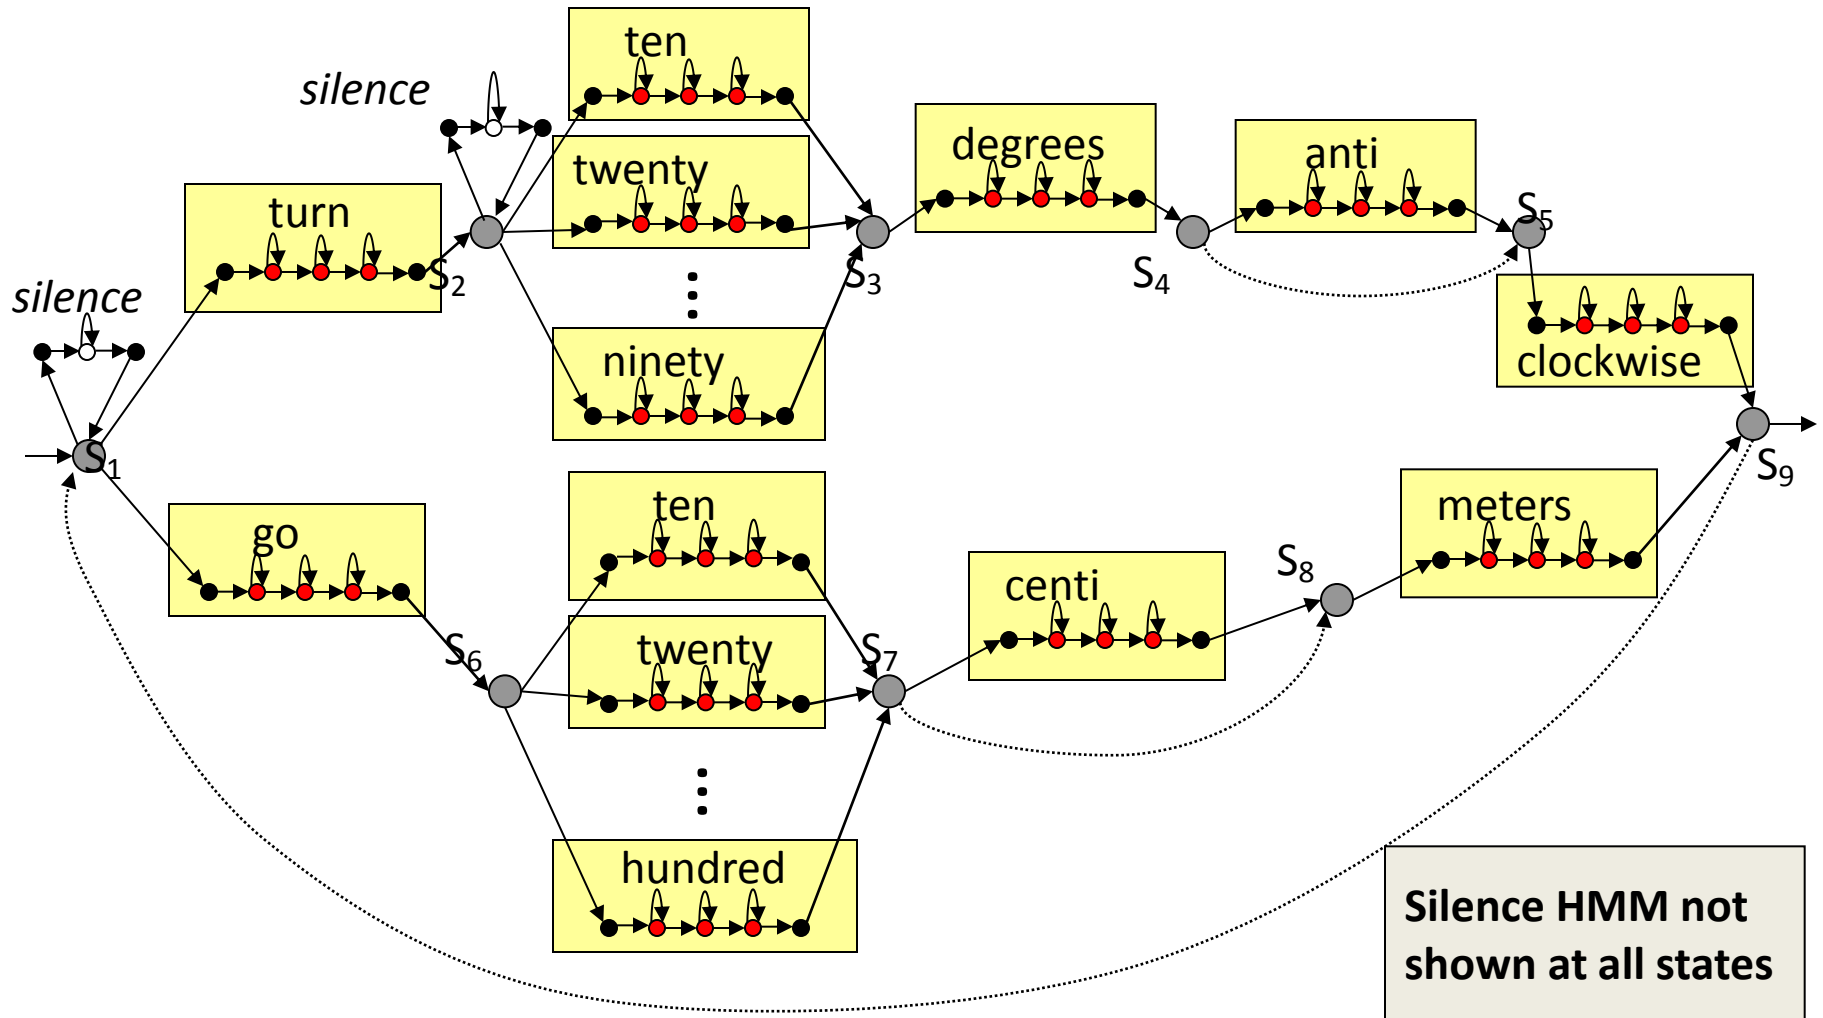 ten
silence
twenty
degrees
anti
turn
S5
S2
S3
S4
silence
ninety
clockwise
S1
S9
ten
meters
go
S8
centi
S6
twenty
S7
hundred
Silence HMM not
shown at all states